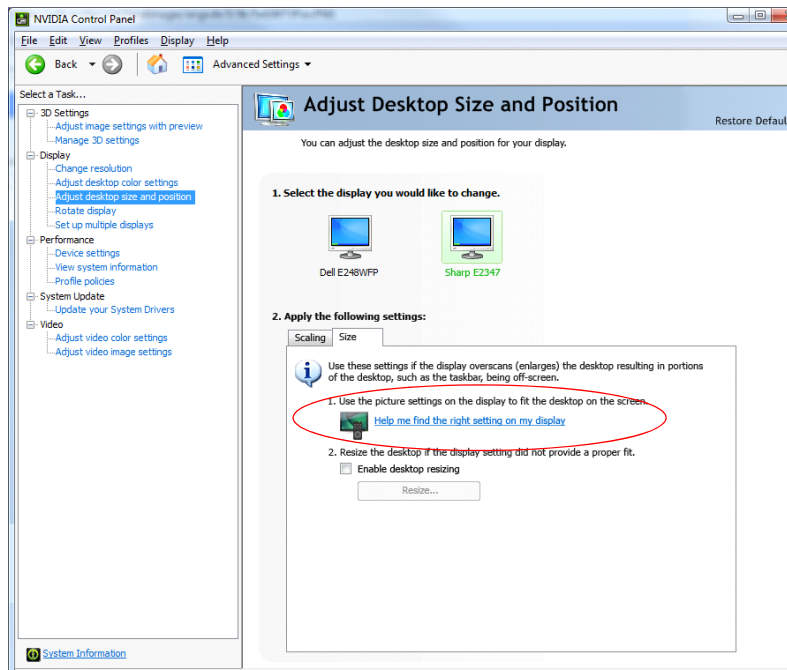 NVIDIA Control Panel
File Edit View Profiles Display Help
Back Advanced Settings
Select a Task...
3D Settings
Adjust image settings with preview
Manage 3D settings
Display
Change resolution
Adjust desktop color settings
Adjust desktop size and position
Rotate display
Set up multiple displays
Performance
Device settings
View system information
Profile policies
System Update
Update your System Drivers
Video
Adjust video color settings
Adjust video image settings
System Information
Adjust Desktop Size and Position
Restore Defaul
You can adjust the desktop size and position for your display.
1. Select the display you would like to change.
Dell E248WFP Sharp E2347
2. Apply the following settings:
Scaling Size
Use these settings if the display overscans (enlarges) the desktop resulting in portions
of the desktop, such as the taskbar, being off-screen.
1. Use the picture settings on the display to fit the desktop on the screen.
Help me find the right setting on my display
2. Resize the desktop if the display setting did not provide a proper fit.
Enable desktop resizing
Resize...